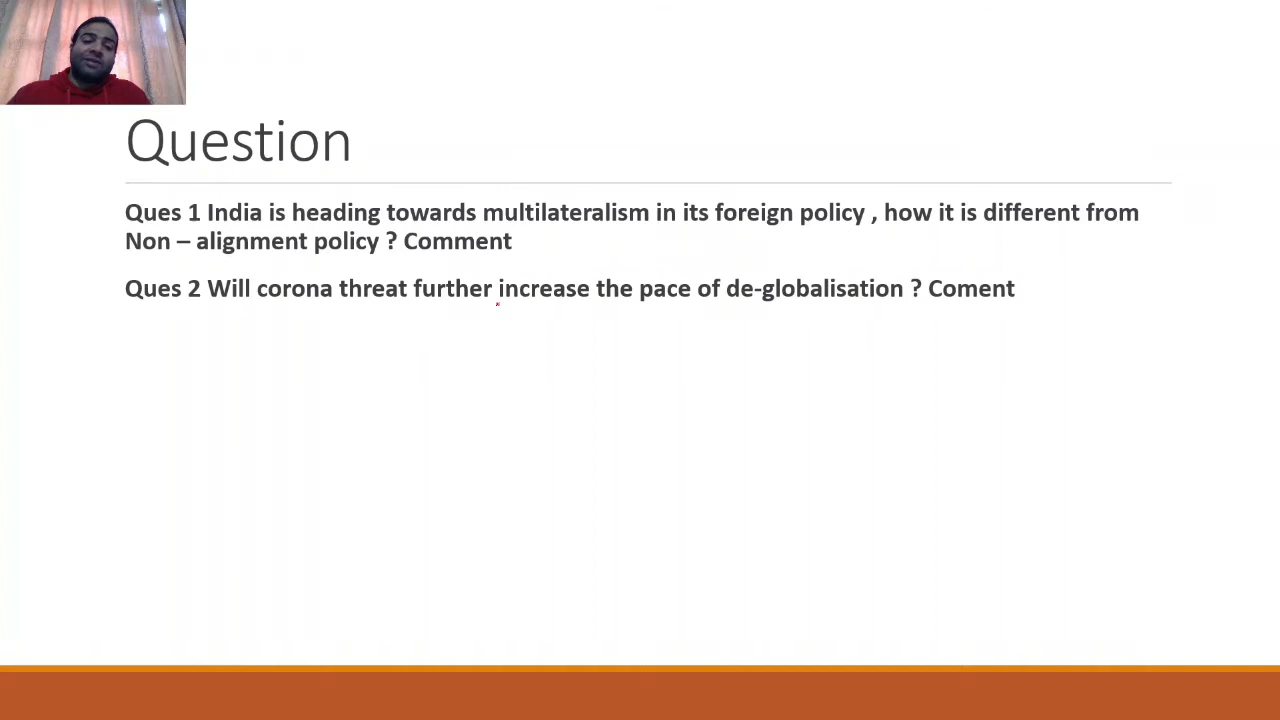 Question
Ques 1 India is heading towards multilateralism in its foreign policy , how it is different from
Non – alignment policy ? Comment
Ques 2 Will corona threat further increase the pace of de-globalisation ? Coment